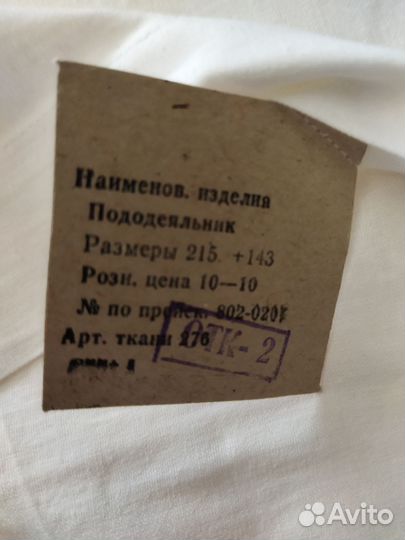 Наименов. изделия
Пододеяльник
Размеры 215. +143
Розн. цена 10—10
№ по прейск. 802-0207
Арт. ткани 276
ОТК-2
Avito